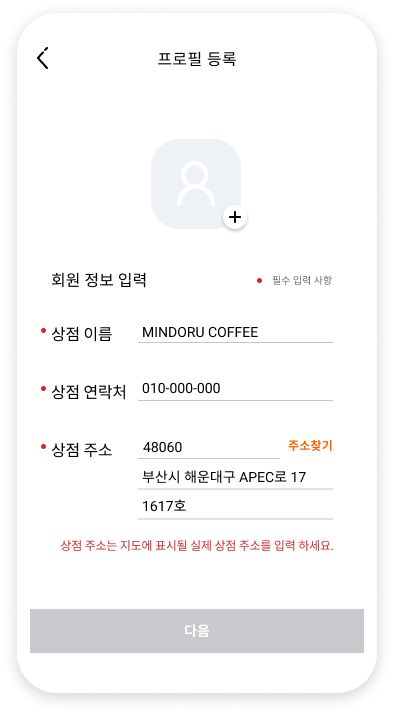 프로필 등록
회원 정보 입력
필수 입력 사항
상점 이름 MINDORU COFFEE
상점 연락처 010-000-000
상점 주소 48060 주소찾기
부산시 해운대구 APEC로 17
1617호
상점 주소는 지도에 표시될 실제 상점 주소를 입력 하세요.
다음